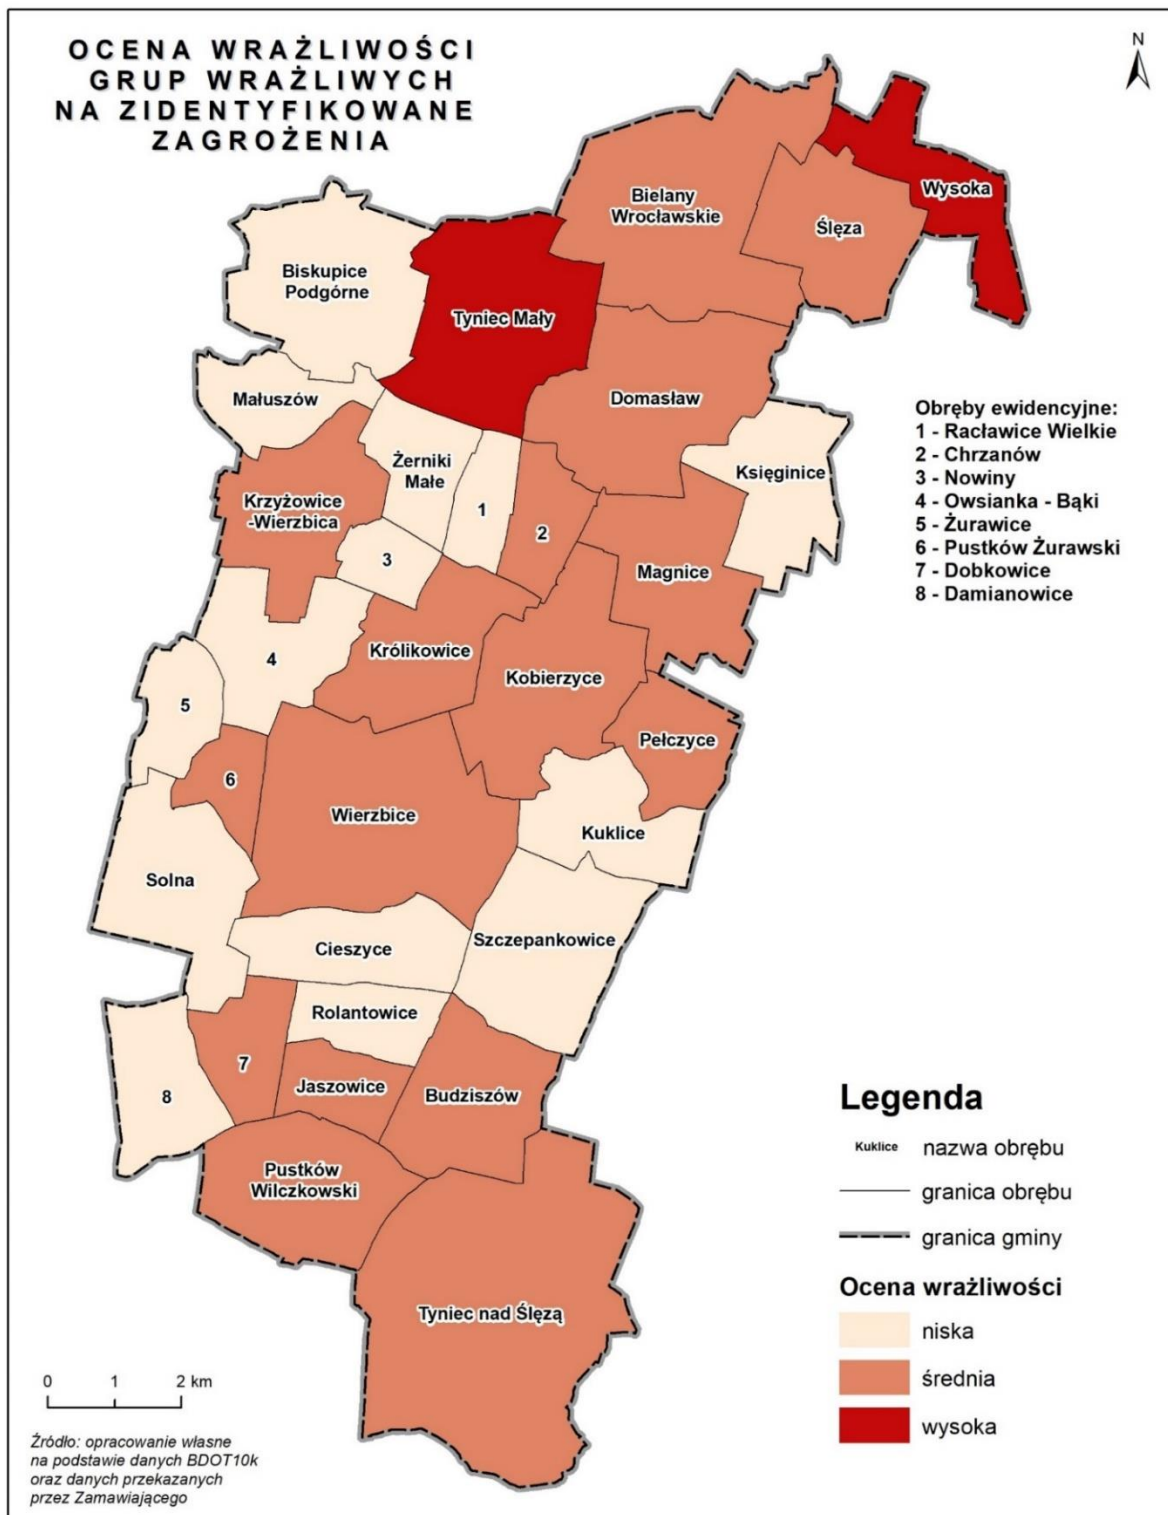 OCENA WRAŻLIWOŚCI
GRUP WRAŻLIWYCH
NA ZIDENTYFIKOWANE
ZAGROŻENIA
N
Wysoka
Bielany
Wrocławskie
Ślęza
Biskupice
Podgórne
Tyniec Mały
Małuszów
Domasław
Obręby ewidencyjne:
1 - Racławice Wielkie
2 - Chrzanów
3 - Nowiny
4 - Owsianka - Bąki
5 - Żurawice
6 - Pustków Żurawski
7 - Dobkowice
8 - Damianowice
Żerniki
Małe
Księginice
Krzyżowice
-Wierzbica
1
2
3
Magnice
Królikowice
4
Kobierzyce
5
Pełczyce
6
Wierzbice
Kuklice
Solna
Cieszyce
Szczepankowice
Rolantowice
7
8
Jaszowice
Budziszów
Pustków
Wilczkowski
Tyniec nad Ślęzą
Legenda
Kuklice nazwa obrębu
granica obrębu
granica gminy
Ocena wrażliwości
niska
średnia
wysoka
0 1 2 km
Źródło: opracowanie własne
na podstawie danych BDOT10k
oraz danych przekazanych
przez Zamawiającego